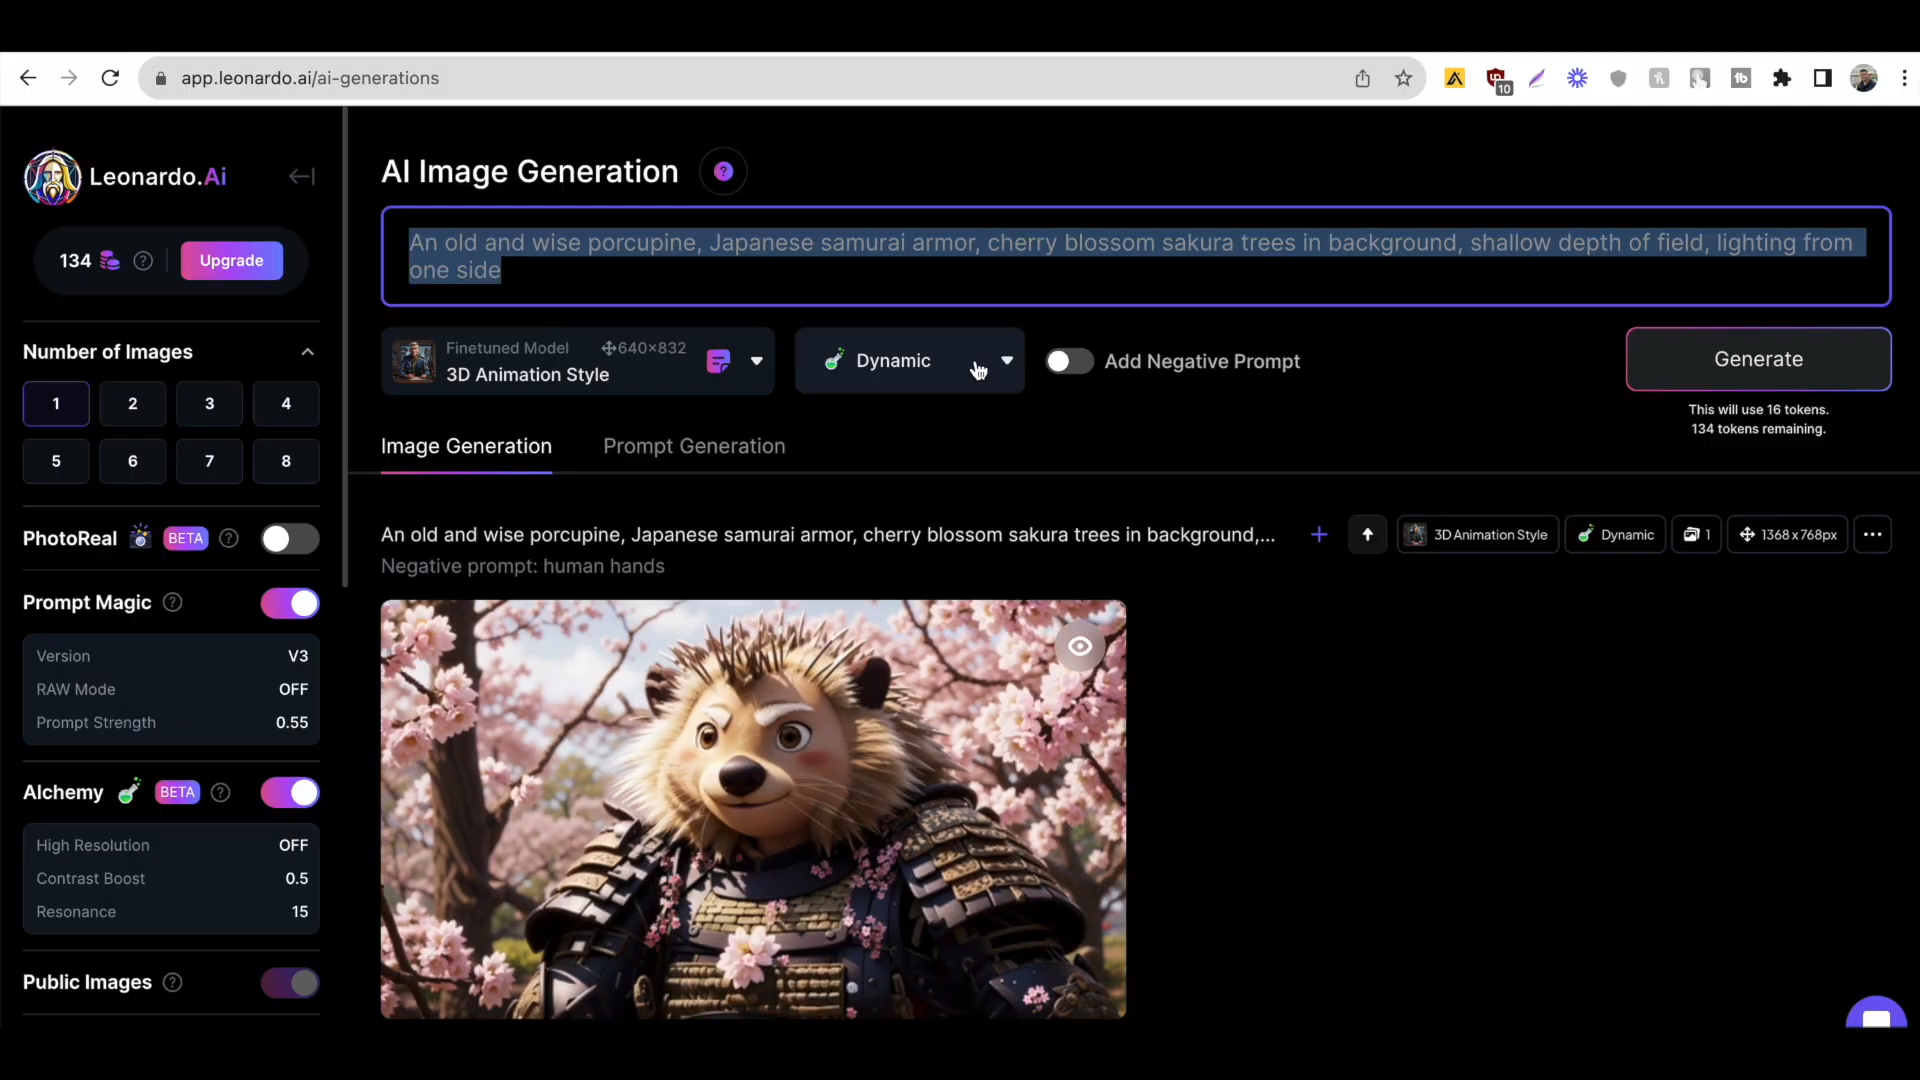 app.leonardo.ai/ai-generations
10
Leonardo.Ai
134
Upgrade
AI Image Generation
?
An old and wise porcupine, Japanese samurai armor, cherry blossom sakura trees in background, shallow depth of field, lighting from
one side
Finetuned Model
640×832
3D Animation Style
Dynamic
Add Negative Prompt
Generate
This will use 16 tokens.
134 tokens remaining.
Number of Images
1 2 3 4
5 6 7 8
PhotoReal BETA
Prompt Magic
Version V3
RAW Mode OFF
Prompt Strength 0.55
Alchemy BETA
High Resolution OFF
Contrast Boost 0.5
Resonance 15
Public Images
Image Generation
Prompt Generation
An old and wise porcupine, Japanese samurai armor, cherry blossom sakura trees in background,...
3D Animation Style
Dynamic
1
1368x768px
Negative prompt: human hands